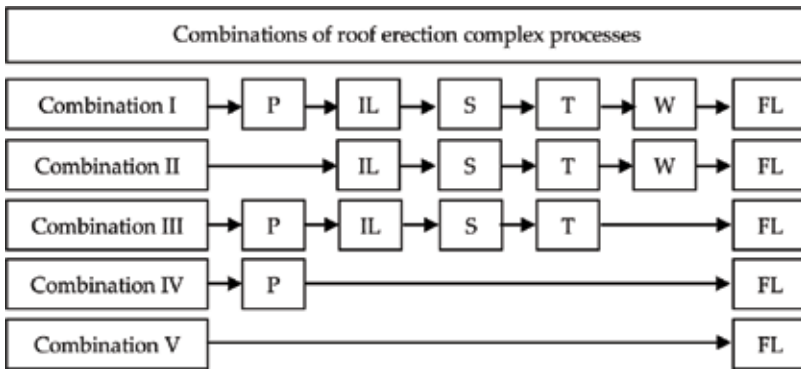 Combinations of roof erection complex processes
Combination I P IL S T W FL
Combination II IL S T W FL
Combination III P IL S T FL
Combination IV P FL
Combination V FL